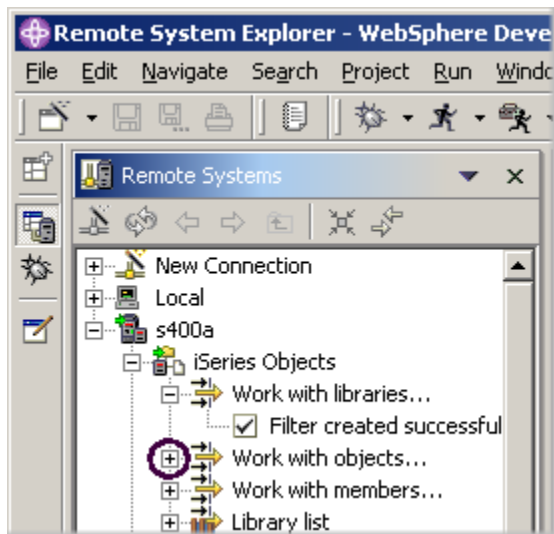 Remote System Explorer - WebSphere Deve
File Edit Navigate Search Project Run Windo
Remote Systems
New Connection
Local
s400a
iSeries Objects
Work with libraries...
Filter created successful
Work with objects...
Work with members...
Library list